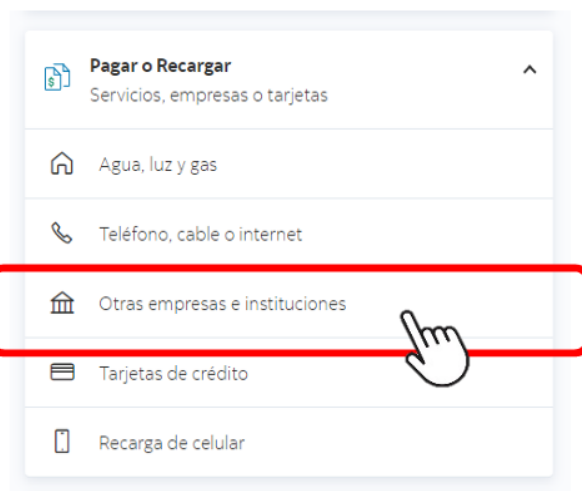 Pagar o Recargar
Servicios, empresas o tarjetas
Agua, luz y gas
Teléfono, cable o internet
Otras empresas e instituciones
Tarjetas de crédito
Recarga de celular